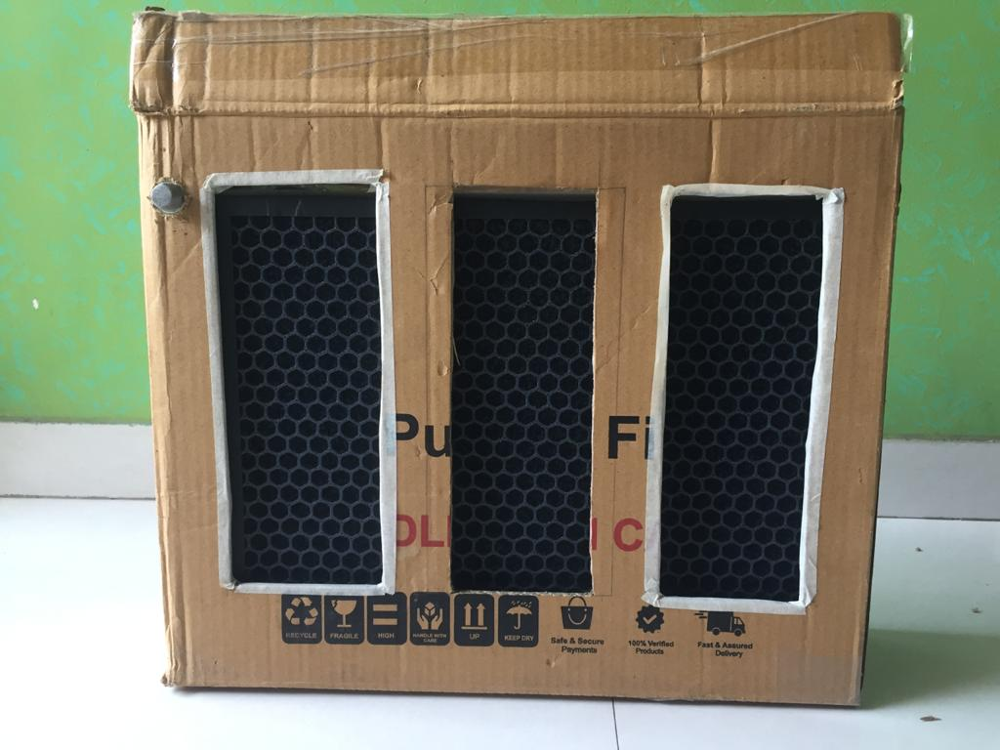 Pu Fi
C
RECYCLE
FRAGILE
HIGH
HANDLE WITH
CARE
UP
KEEP DRY
Safe & Secure
Payments
100% Verified
Products
Fast & Assured
Delivery